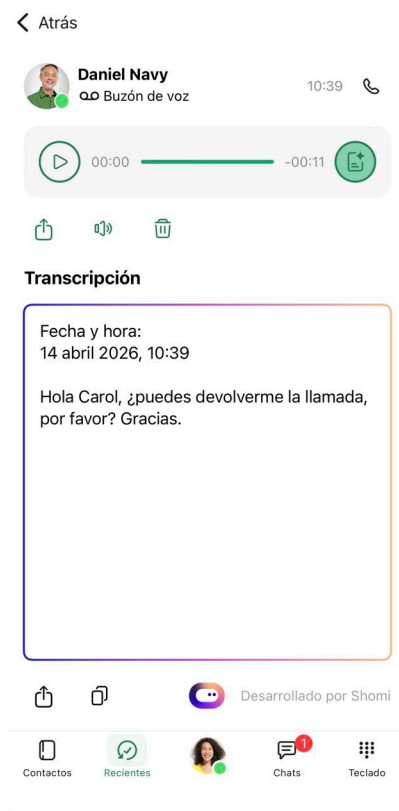 Atrás
Daniel Navy
Buzón de voz
10:39
00:00
-00:11
Transcripción
Fecha y hora:
14 abril 2026, 10:39
Hola Carol, ¿puedes devolverme la llamada,
por favor? Gracias.
Desarrollado por Shomi
Contactos
Recientes
1
Chats
Teclado